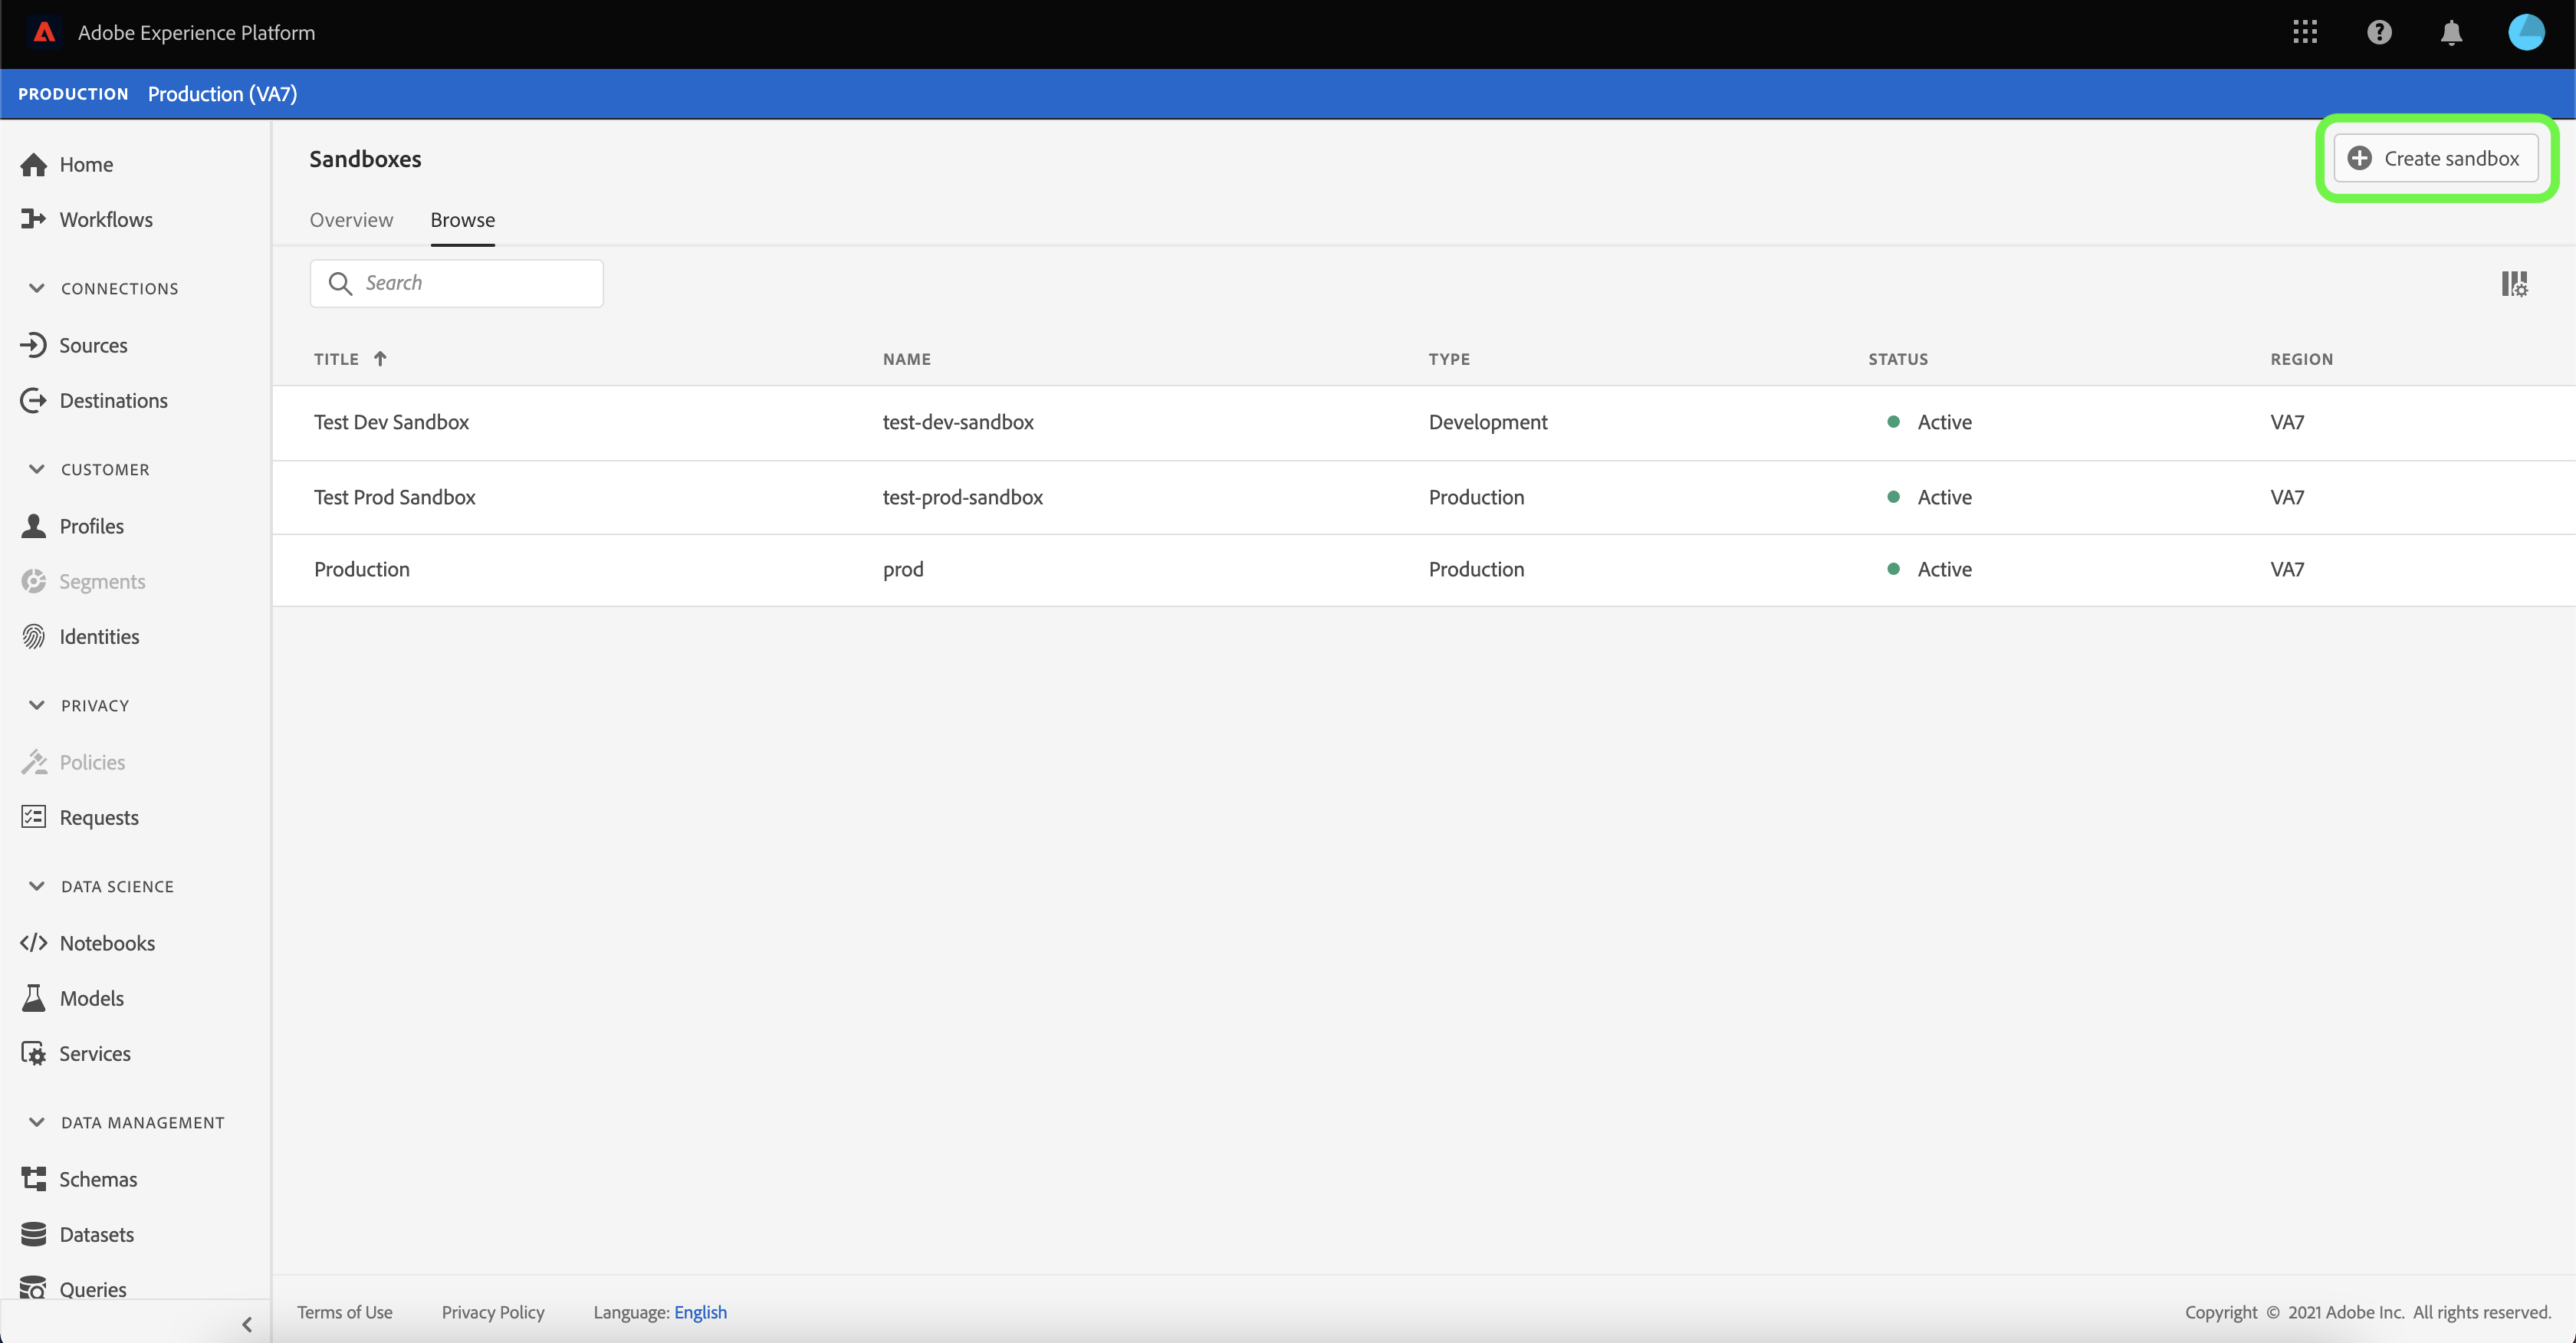 Adobe Experience Platform
PRODUCTION Production (VA7)
Home
Workflows
CONNECTIONS
Sources
Destinations
CUSTOMER
Profiles
Segments
Identities
PRIVACY
Policies
Requests
DATA SCIENCE
Notebooks
Models
Services
DATA MANAGEMENT
Schemas
Datasets
Queries
Sandboxes
Create sandbox
Overview Browse
Search
TITLE NAME TYPE STATUS REGION
Test Dev Sandbox test-dev-sandbox Development Active VA7
Test Prod Sandbox test-prod-sandbox Production Active VA7
Production prod Production Active VA7
Terms of Use Privacy Policy Language: English Copyright © 2021 Adobe Inc. All rights reserved.